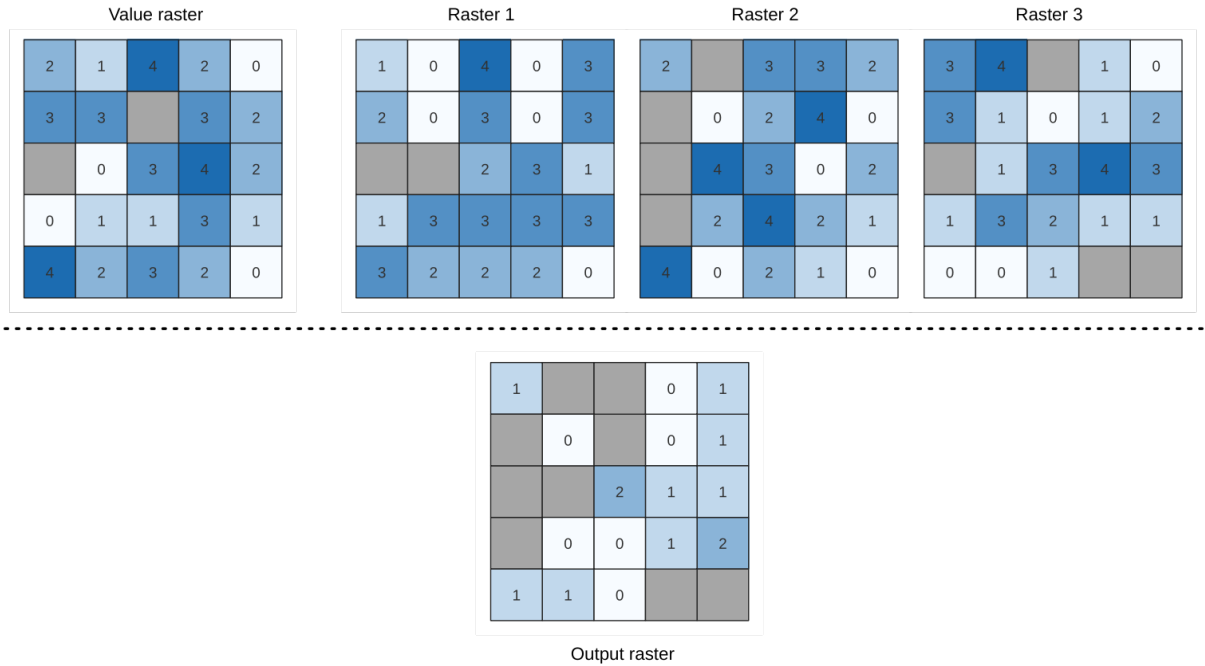 Value raster Raster 1 Raster 2 Raster 3
2 1 4 2 0 1 0 4 0 3 2 3 3 2 3 4 1 0
3 3 3 2 2 0 3 0 3 0 2 4 0 3 1 0 1 2
0 3 4 2 2 3 1 4 3 0 2 1 3 4 3
0 1 1 3 1 1 3 3 3 3 2 4 2 1 1 3 2 1 1
4 2 3 2 0 3 2 2 2 0 4 0 2 1 0 0 0 1
1 0 1
0 0 1
2 1 1
0 0 1 2
1 1 0
Output raster